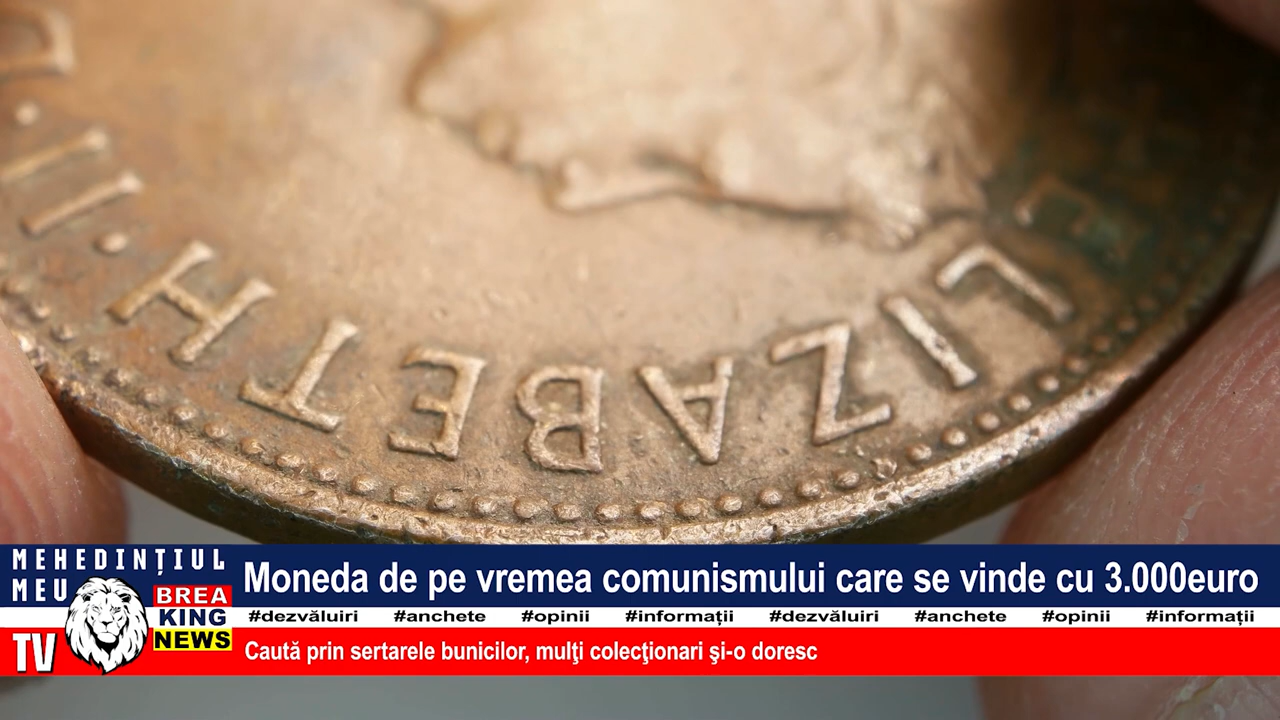 ELIZABETH·II·D
MEHEDINȚIUL
MEU
TV
BREA
KING
NEWS
Moneda de pe vremea comunismului care se vinde cu 3.000euro
#dezvăluiri #anchete #opinii #informații #dezvăluiri #anchete #opinii #informații
Caută prin sertarele bunicilor, mulţi colecţionari şi-o doresc